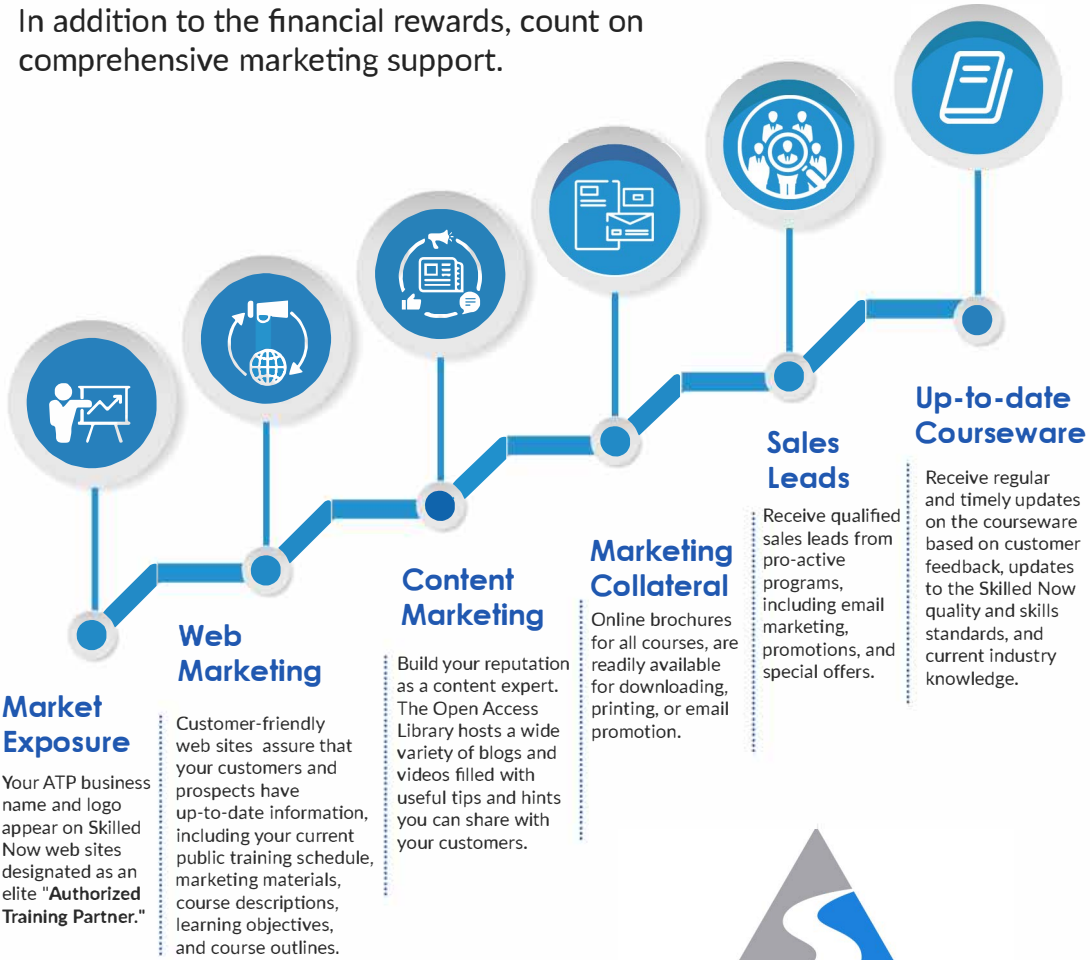 In addition to the financial rewards, count on
comprehensive marketing support.
Market
Exposure
Your ATP business
name and logo
appear on Skilled
Now web sites
designated as an
elite "Authorized
Training Partner."
Web
Marketing
Customer-friendly
web sites assure that
your customers and
prospects have
up-to-date information,
including your current
public training schedule,
marketing materials,
course descriptions,
learning objectives,
and course outlines.
Content
Marketing
Build your reputation
as a content expert.
The Open Access
Library hosts a wide
variety of blogs and
videos filled with
useful tips and hints
you can share with
your customers.
Marketing
Collateral
Online brochures
for all courses, are
readily available
for downloading,
printing, or email
promotion.
Sales
Leads
Receive qualified
sales leads from
pro-active
programs,
including email
marketing,
promotions, and
special offers.
Up-to-date
Courseware
Receive regular
and timely updates
on the courseware
based on customer
feedback, updates
to the Skilled Now
quality and skills
standards, and
current industry
knowledge.